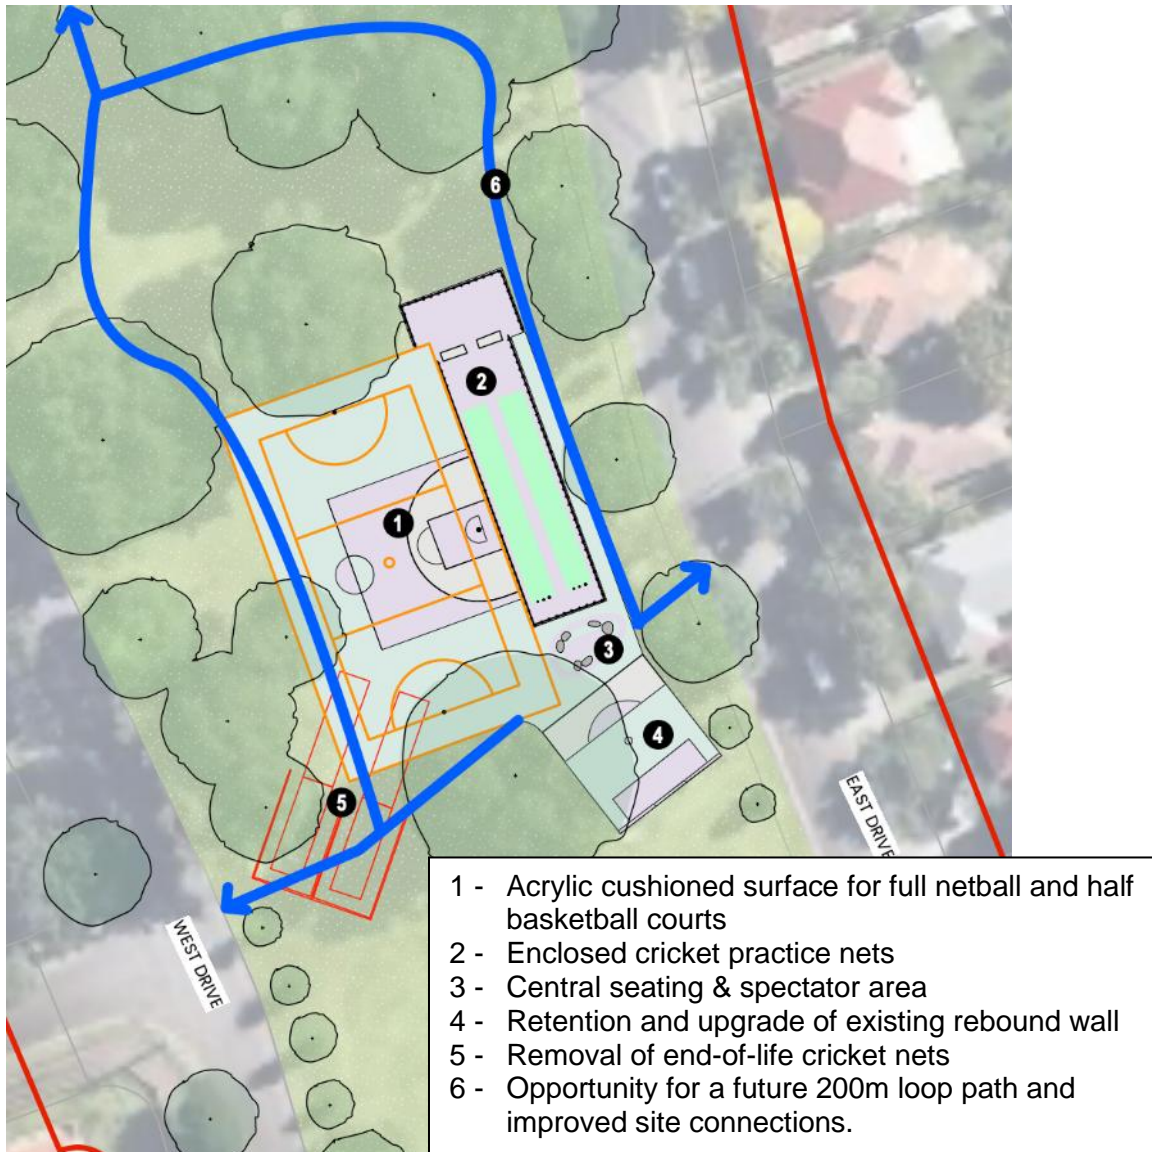 6
2
1
3
4
5
EAST DRIVE
WEST DRIVE
1 - Acrylic cushioned surface for full netball and half
basketball courts
2 - Enclosed cricket practice nets
3 - Central seating & spectator area
4 - Retention and upgrade of existing rebound wall
5 - Removal of end-of-life cricket nets
6 - Opportunity for a future 200m loop path and
improved site connections.